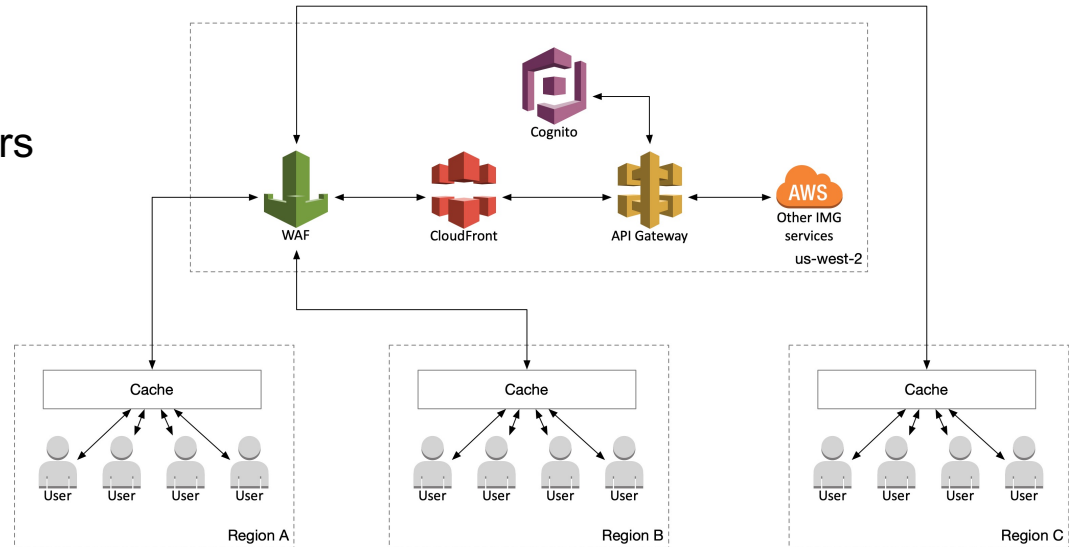 rs
Cognito
WAF
CloudFront
API Gateway
AWS
Other IMG
services
us-west-2
Cache
User User User User
Region A
Cache
User User User User
Region B
Cache
User User User User
Region C